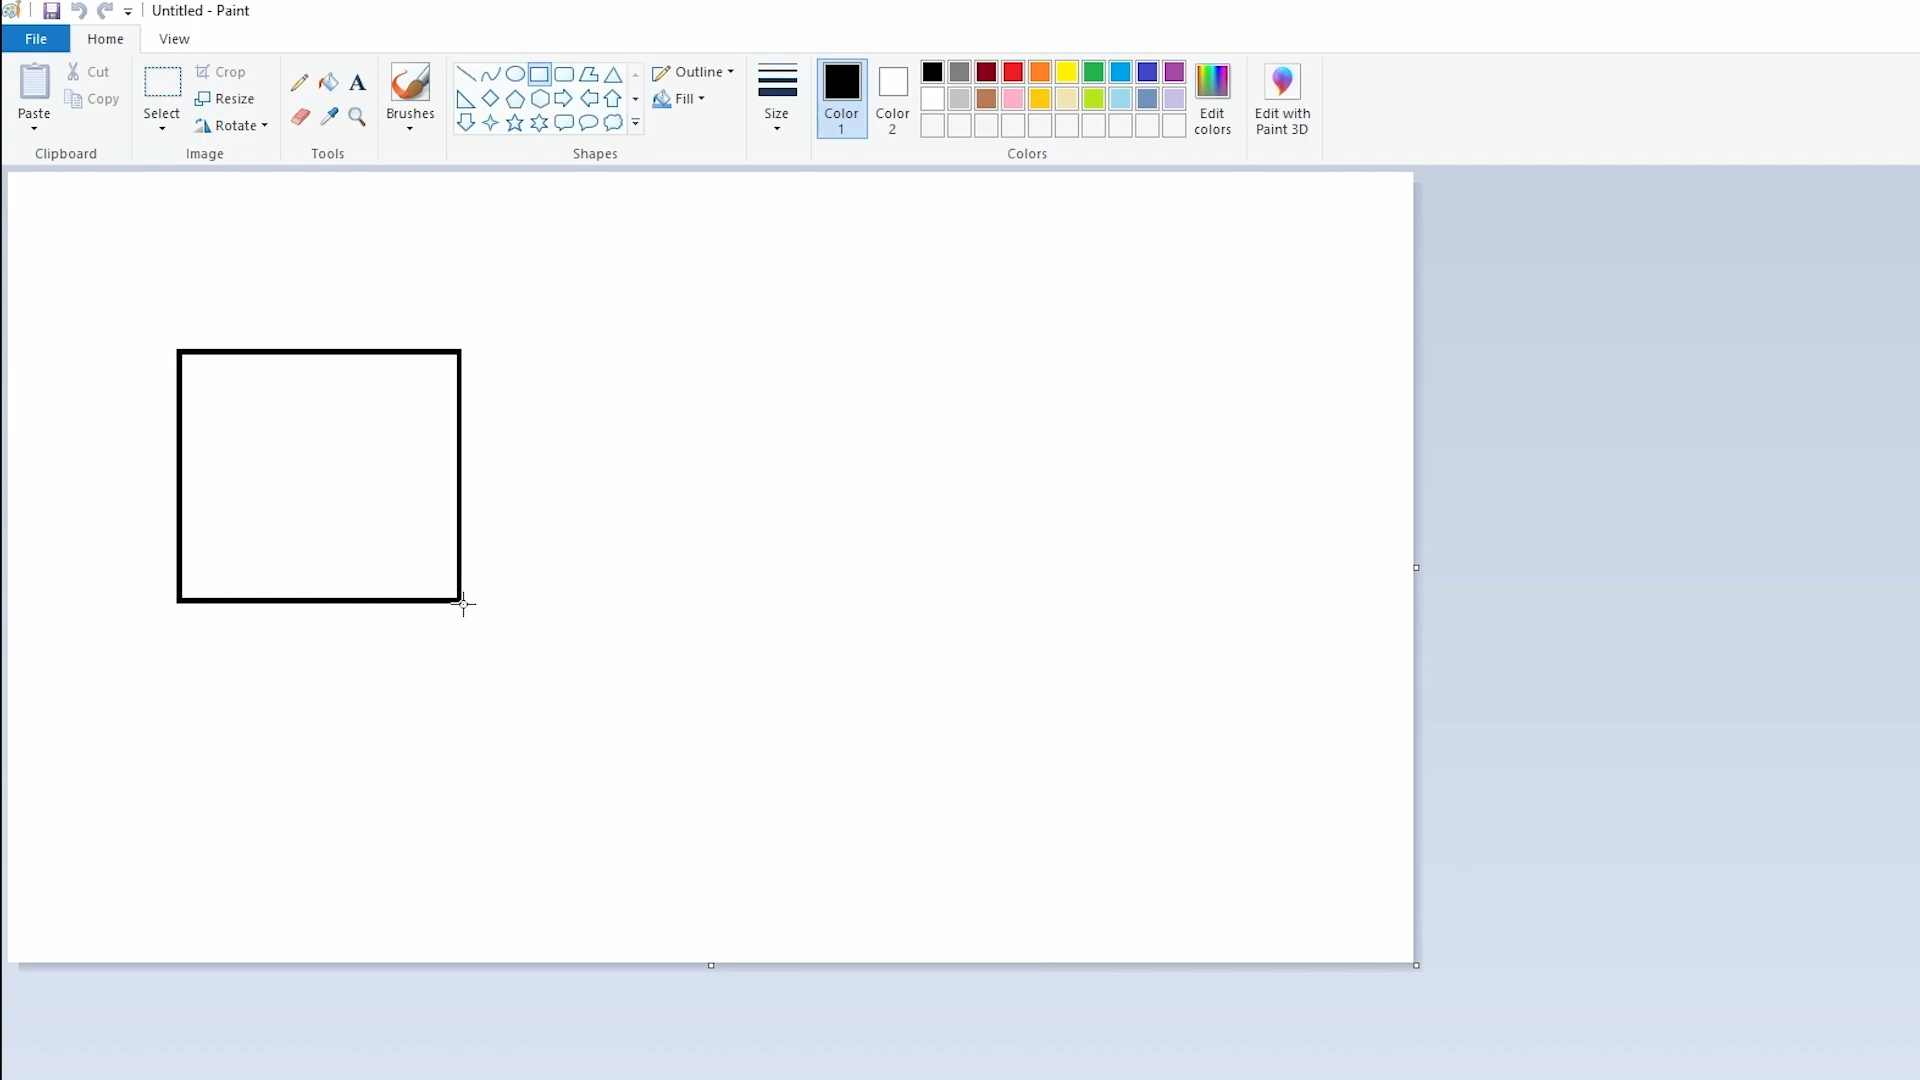 Untitled - Paint
File Home View
Paste
Cut
Copy
Clipboard
Select
Crop
Resize
Rotate
Image
A
Tools
Brushes
Shapes
Outline
Fill
Size
Color
1
Color
2
Colors
Edit
colors
Edit with
Paint 3D